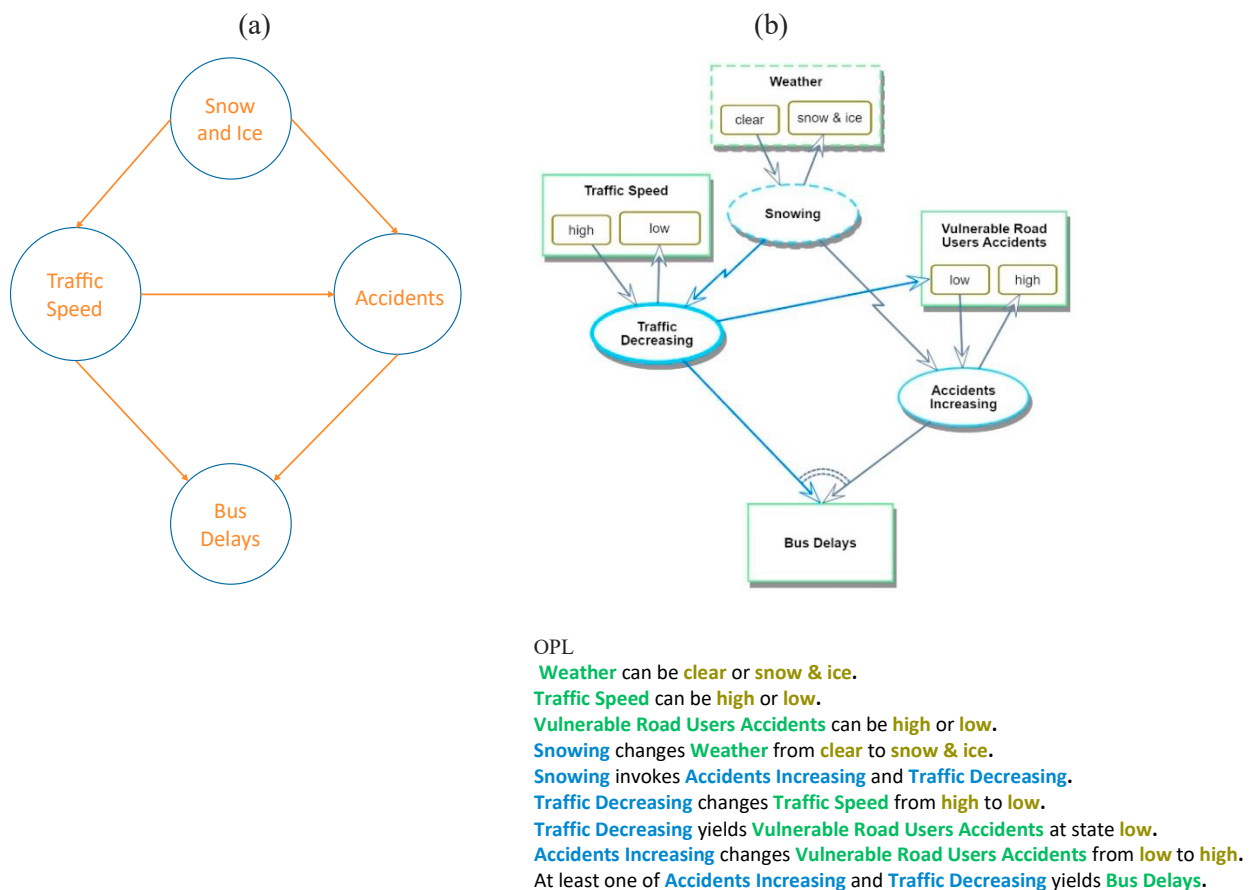 (a)
Snow
and Ice
Traffic
Speed
Accidents
Bus
Delays
(b)
Weather
clear
snow & ice
Traffic Speed
high
low
Snowing
Vulnerable Road
Users Accidents
low
high
Traffic
Decreasing
Accidents
Increasing
Bus Delays
OPL
Weather can be clear or snow & ice.
Traffic Speed can be high or low.
Vulnerable Road Users Accidents can be high or low.
Snowing changes Weather from clear to snow & ice.
Snowing invokes Accidents Increasing and Traffic Decreasing.
Traffic Decreasing changes Traffic Speed from high to low.
Traffic Decreasing yields Vulnerable Road Users Accidents at state low.
Accidents Increasing changes Vulnerable Road Users Accidents from low to high.
At least one of Accidents Increasing and Traffic Decreasing yields Bus Delays.